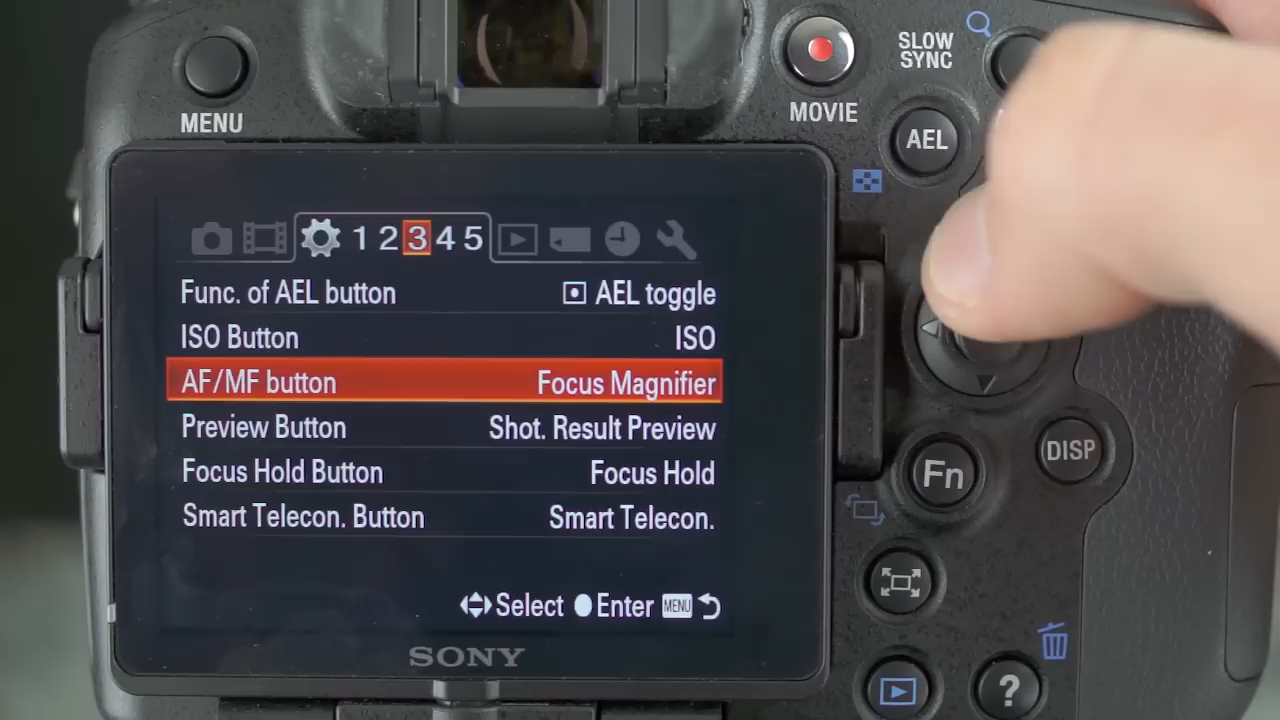 SLOW
SYNC
MENU
MOVIE
AEL
1 2 3 4 5
Func. of AEL button AEL toggle
ISO Button ISO
AF/MF button Focus Magnifier
Preview Button Shot. Result Preview
Focus Hold Button Focus Hold
Smart Telecon. Button Smart Telecon.
Select Enter MENU
SONY
DISP
Fn
?